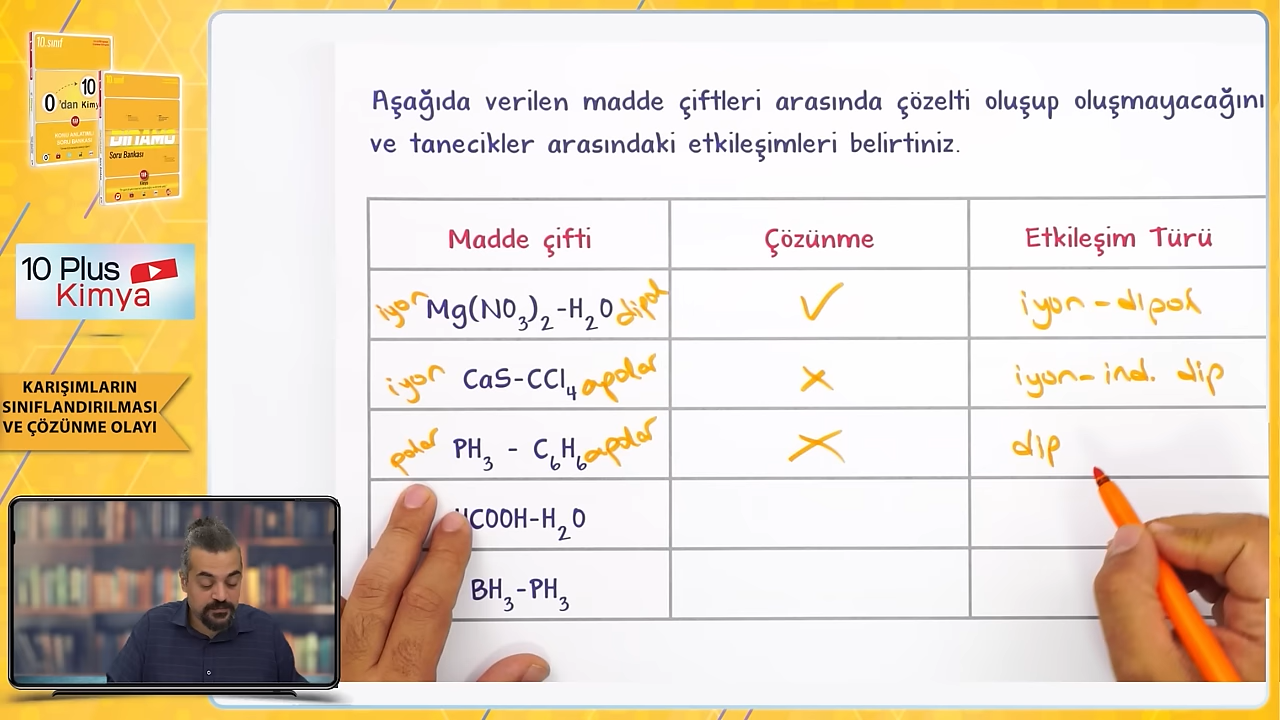 10.sınıf
0 'dan 10 Kimya
DİNAMO
Soru Bankası
10 Plus
Kimya
KARIŞIMLARIN
SINIFLANDIRILMASI
VE ÇÖZÜNME OLAYI
Aşağıda verilen madde çiftleri arasında çözelti oluşup oluşmayacağını
ve tanecikler arasındaki etkileşimleri belirtiniz.
Madde çifti Çözünme Etkileşim Türü
iyon Mg(NO3)2-H2O dipol ✓ iyon-dipol
iyon CaS-CCl4 apolar × iyon-ind. dip
polar PH3 - C6H6 apolar × dip
HCOOH-H2O
BH3-PH3